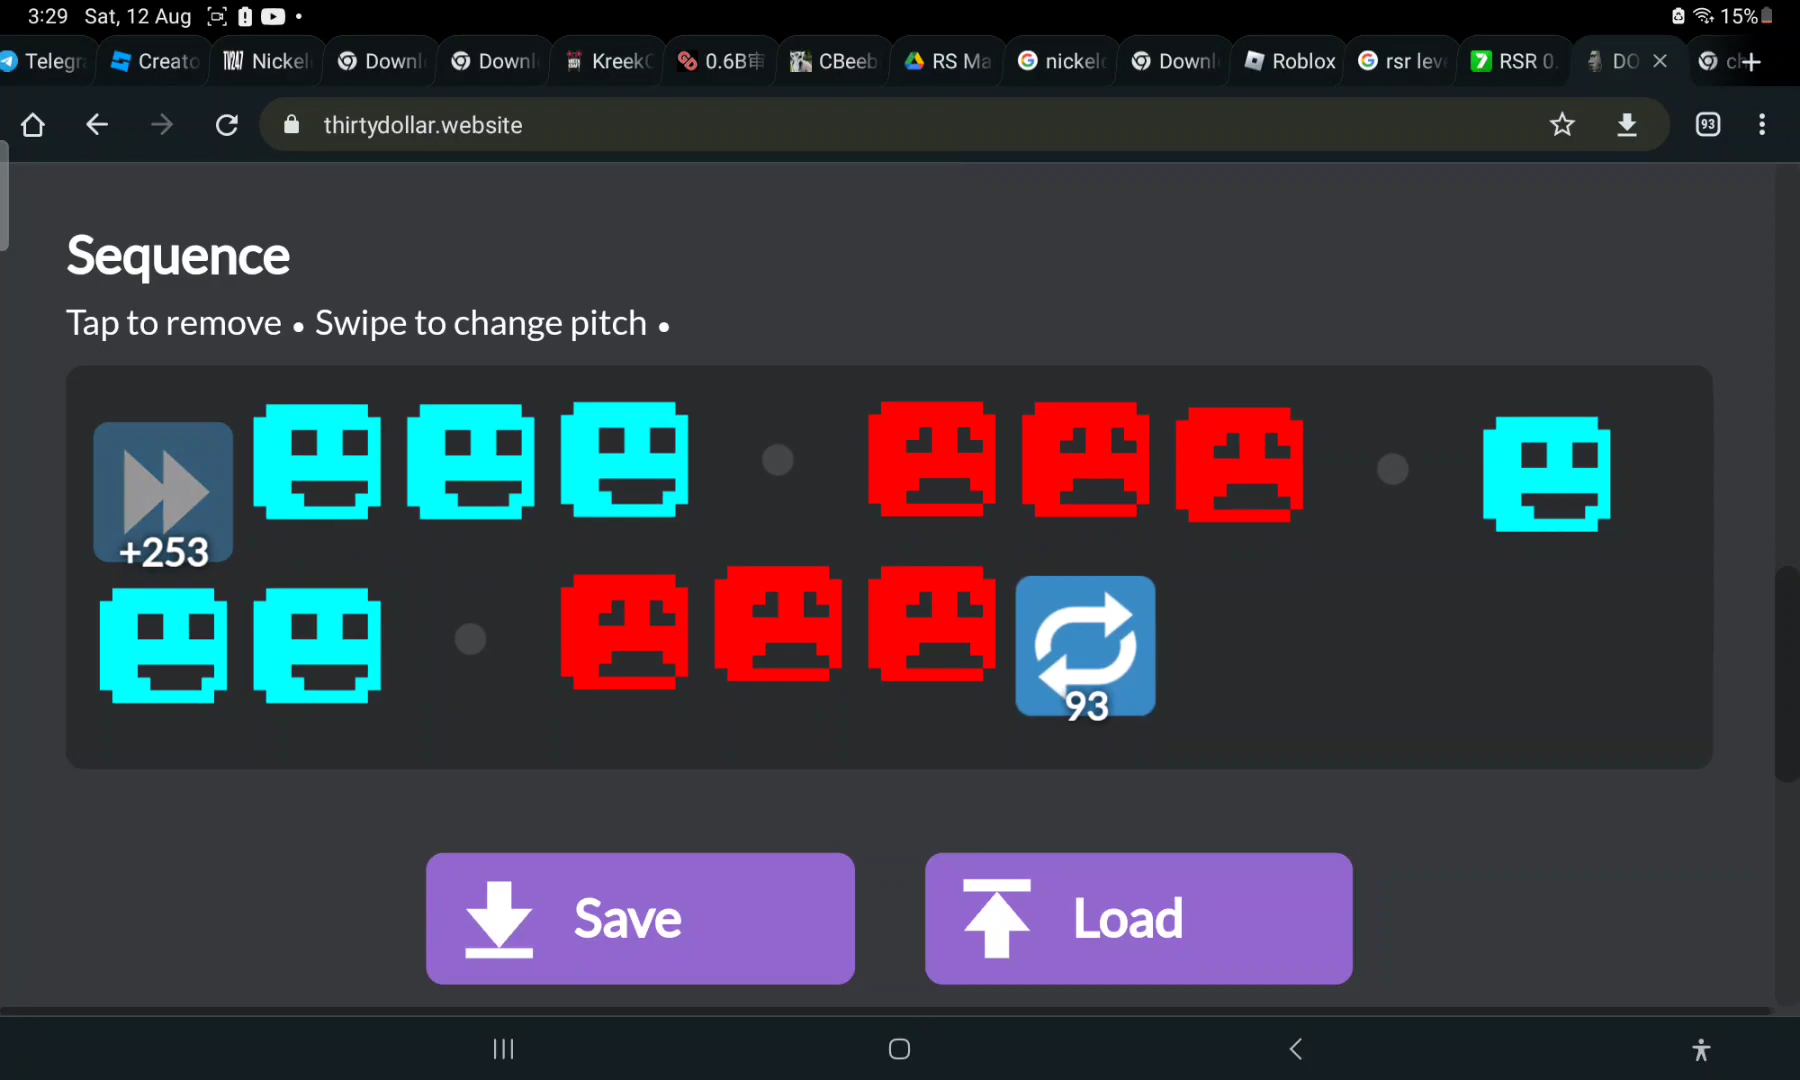 3:29 Sat, 12 Aug 15%
Telegr Creato Nickel Downl Downl KreekC 0.6B CBeeb RS Ma nickelo Downl Roblox rsr leve RSR 0. DO
thirtydollar.website 93
Sequence
Tap to remove • Swipe to change pitch •
+253
93
Save Load